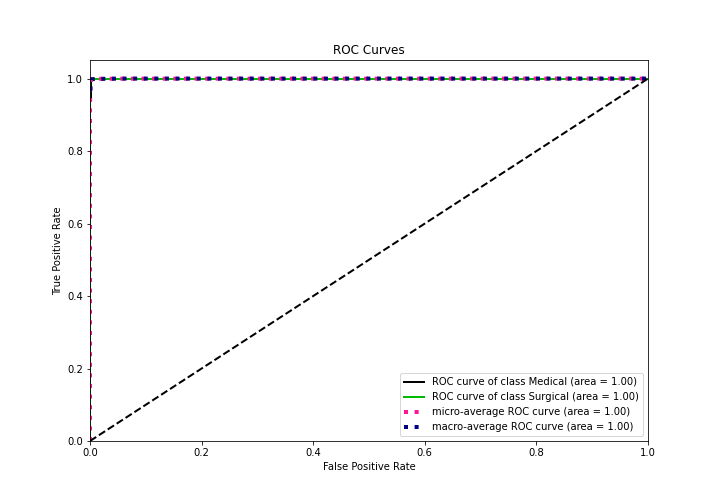 ROC Curves
True Positive Rate
1.0
0.8
0.6
0.4
0.2
0.0
0.0 0.2 0.4 0.6 0.8 1.0
False Positive Rate
ROC curve of class Medical (area = 1.00)
ROC curve of class Surgical (area = 1.00)
micro-average ROC curve (area = 1.00)
macro-average ROC curve (area = 1.00)